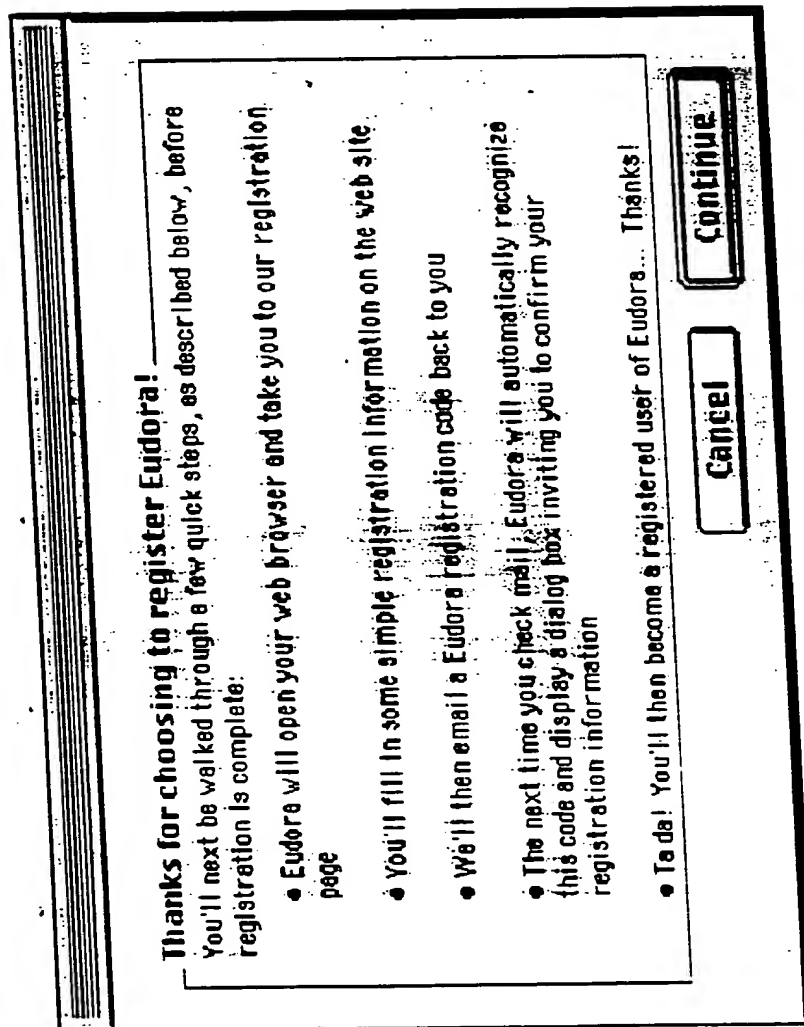 Thanks for choosing to register Eudora!
You'll next be walked through a few quick steps, as described below, before
registration is complete:
● Eudora will open your web browser and take you to our registration
page
● You'll fill in some simple registration information on the web site
● We'll then email a Eudora registration code back to you
● The next time you check mail, Eudora will automatically recognize
this code and display a dialog box inviting you to confirm your
registration information
● Ta da! You'll then become a registered user of Eudora... Thanks!
Cancel
Continue